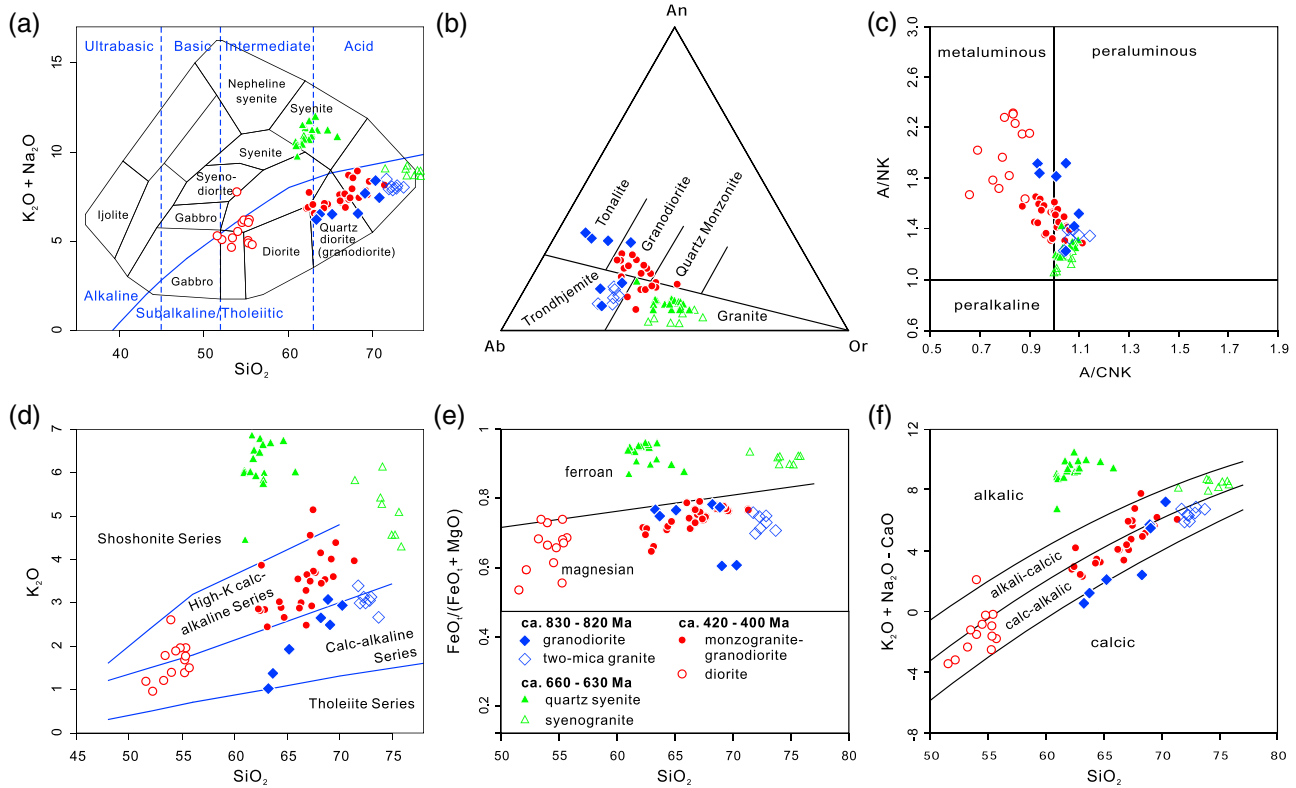 (a)
Ultrabasic
Basic
Intermediate
Acid
Nepheline
syenite
Syenite
Syenite
Syeno-
diorite
Gabbro
Ijolite
Diorite
Quartz
diorite
(granodiorite)
Gabbro
Alkaline
Subalkaline/Tholeiitic
K₂O + Na₂O
0
5
10
15
40
50
60
70
SiO₂
(b)
An
Tonalite
Granodiorite
Quartz Monzonite
Trondhjemite
Granite
Ab
Or
(c)
metaluminous
peraluminous
peralkaline
A/NK
0.6
1.0
1.4
1.8
2.2
2.6
3.0
0.5
0.7
0.9
1.1
1.3
1.5
1.7
1.9
A/CNK
(d)
Shoshonite Series
High-K calc-
alkaline Series
Calc-alkaline
Series
Tholeiite Series
K₂O
0
1
2
3
4
5
6
7
45
50
55
60
65
70
75
SiO₂
(e)
ferroan
magnesian
FeOₜ/(FeOₜ + MgO)
0.2
0.4
0.6
0.8
1
ca. 830 - 820 Ma
granodiorite
two-mica granite
ca. 660 - 630 Ma
quartz syenite
syenogranite
ca. 420 - 400 Ma
monzogranite-
granodiorite
diorite
50
55
60
65
70
75
80
SiO₂
(f)
alkalic
alkali-calcic
calc-alkalic
calcic
K₂O + Na₂O - CaO
-8
-4
0
4
8
12
50
55
60
65
70
75
80
SiO₂